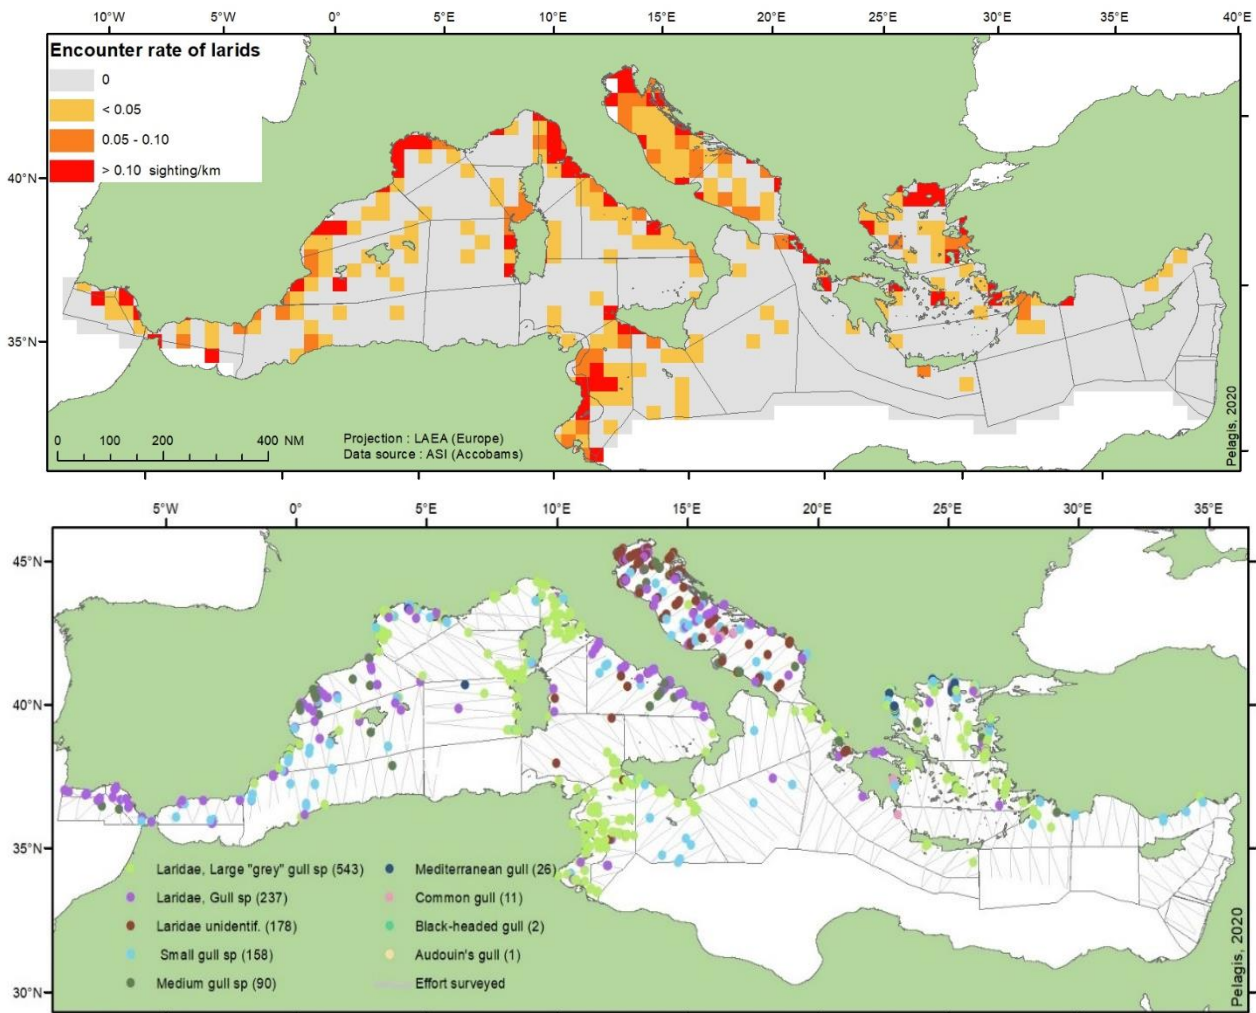 10°W 5°W 0° 5°E 10°E 15°E 20°E 25°E 30°E 35°E 40°E
Encounter rate of larids
0
< 0.05
0.05 - 0.10
> 0.10 sighting/km
40°N
35°N
0 100 200 400 NM
Projection : LAEA (Europe)
Data source : ASI (Accobams)
Pelagis, 2020
5°W 0° 5°E 10°E 15°E 20°E 25°E 30°E 35°E
45°N
40°N
35°N
30°N
Laridae, Large "grey" gull sp (543)
Laridae, Gull sp (237)
Laridae unidentif. (178)
Small gull sp (158)
Medium gull sp (90)
Mediterranean gull (26)
Common gull (11)
Black-headed gull (2)
Audouin's gull (1)
Effort surveyed
Pelagis, 2020